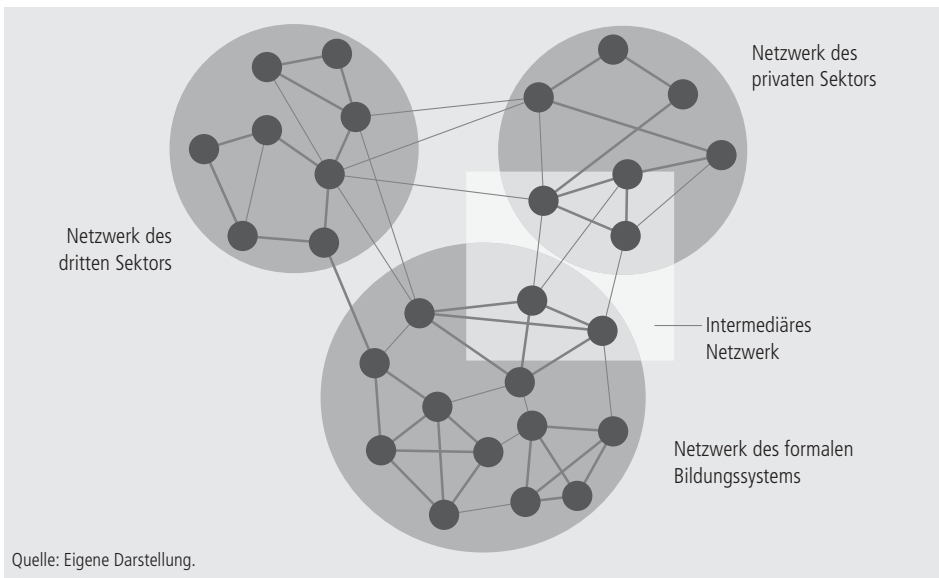 Netzwerk des
privaten Sektors
Netzwerk des
dritten Sektors
Intermediäres
Netzwerk
Netzwerk des formalen
Bildungssystems
Quelle: Eigene Darstellung.